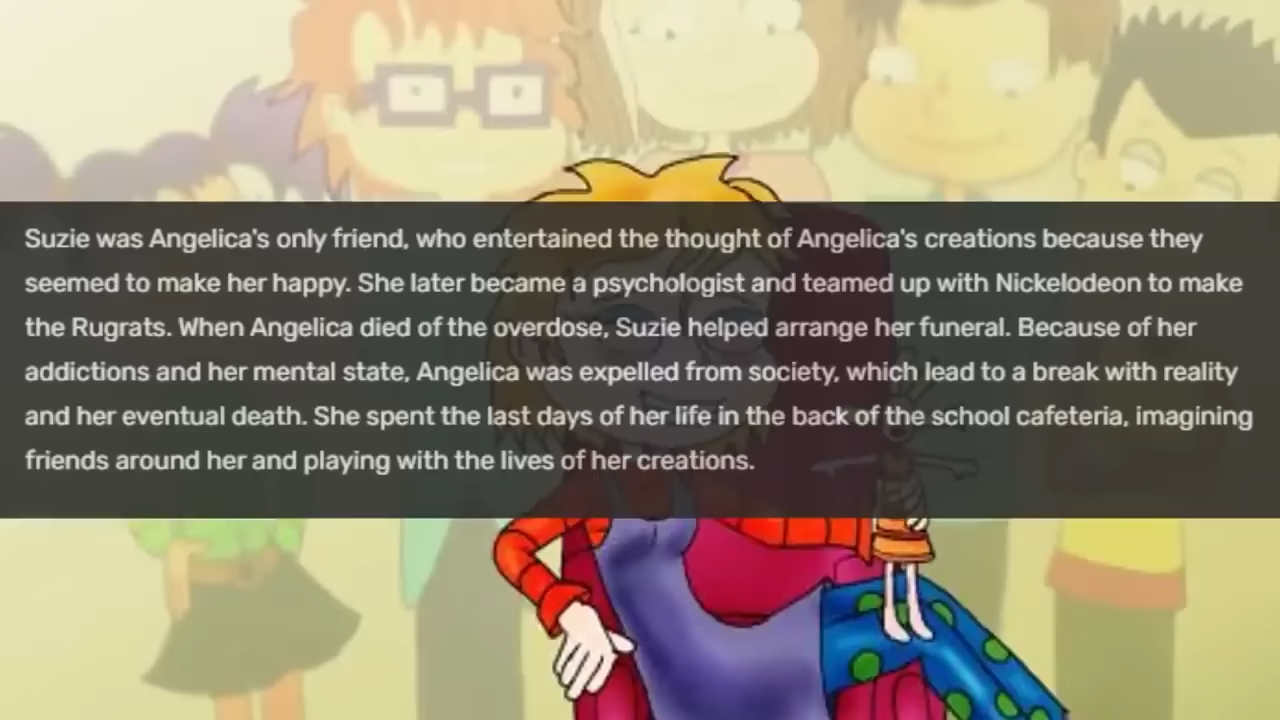 Suzie was Angelica's only friend, who entertained the thought of Angelica's creations because they
seemed to make her happy. She later became a psychologist and teamed up with Nickelodeon to make
the Rugrats. When Angelica died of the overdose, Suzie helped arrange her funeral. Because of her
addictions and her mental state, Angelica was expelled from society, which lead to a break with reality
and her eventual death. She spent the last days of her life in the back of the school cafeteria, imagining
friends around her and playing with the lives of her creations.